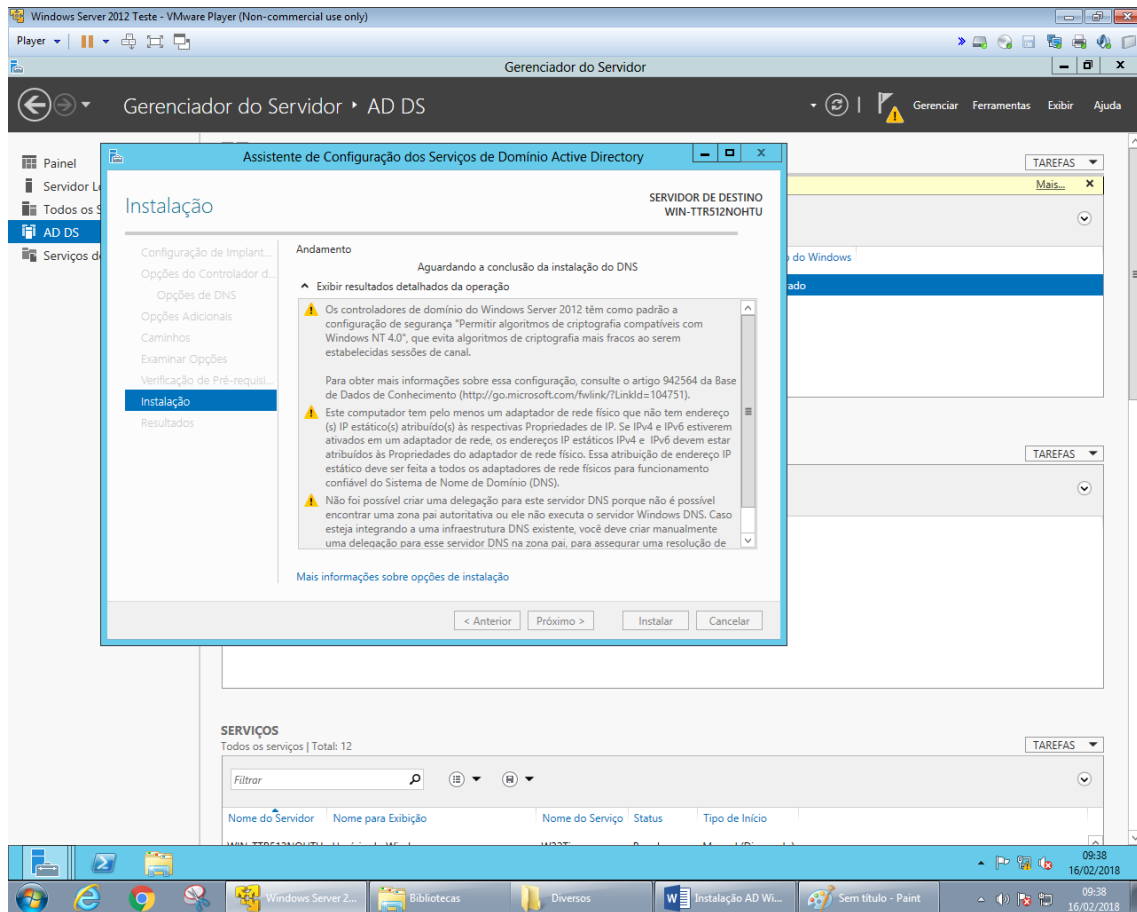 Windows Server 2012 Teste - VMware Player (Non-commercial use only)
Player
Gerenciador do Servidor
Gerenciador do Servidor ‣ AD DS
Gerenciar Ferramentas Exibir Ajuda
Painel
Servidor Lo
Todos os S
AD DS
Serviços de
TAREFAS
Mais...
do Windows
ado
Assistente de Configuração dos Serviços de Domínio Active Directory
Instalação
SERVIDOR DE DESTINO
WIN-TTR512NOHTU
Configuração de Implant...
Opções do Controlador d...
Opções de DNS
Opções Adicionais
Caminhos
Examinar Opções
Verificação de Pré-requisi...
Instalação
Resultados
Andamento
Aguardando a conclusão da instalação do DNS
Exibir resultados detalhados da operação
Os controladores de domínio do Windows Server 2012 têm como padrão a
configuração de segurança "Permitir algoritmos de criptografia compatíveis com
Windows NT 4.0", que evita algoritmos de criptografia mais fracos ao serem
estabelecidas sessões de canal.
Para obter mais informações sobre essa configuração, consulte o artigo 942564 da Base
de Dados de Conhecimento (http://go.microsoft.com/fwlink/?LinkId=104751).
Este computador tem pelo menos um adaptador de rede físico que não tem endereço
(s) IP estático(s) atribuído(s) às respectivas Propriedades de IP. Se IPv4 e IPv6 estiverem
ativados em um adaptador de rede, os endereços IP estáticos IPv4 e IPv6 devem estar
atribuídos às Propriedades do adaptador de rede físico. Essa atribuição de endereço IP
estático deve ser feita a todos os adaptadores de rede físicos para funcionamento
confiável do Sistema de Nome de Domínio (DNS).
Não foi possível criar uma delegação para este servidor DNS porque não é possível
encontrar uma zona pai autoritativa ou ele não executa o servidor Windows DNS. Caso
esteja integrando a uma infraestrutura DNS existente, você deve criar manualmente
uma delegação para esse servidor DNS na zona pai, para assegurar uma resolução de
Mais informações sobre opções de instalação
< Anterior Próximo > Instalar Cancelar
TAREFAS
SERVIÇOS
Todos os serviços | Total: 12
TAREFAS
Filtrar
Nome do Servidor Nome para Exibição Nome do Serviço Status Tipo de Início
09:38
16/02/2018
Windows Server 2... Bibliotecas Diversos Instalação AD Wi... Sem título - Paint
09:38
16/02/2018